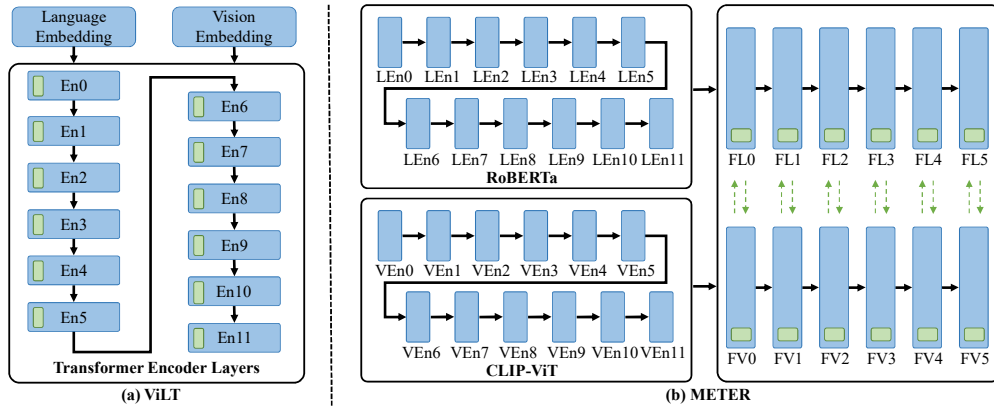 Language
Embedding
Vision
Embedding
En0
En1
En2
En3
En4
En5
En6
En7
En8
En9
En10
En11
Transformer Encoder Layers
(a) ViLT
LEn0 LEn1 LEn2 LEn3 LEn4 LEn5
LEn6 LEn7 LEn8 LEn9 LEn10 LEn11
RoBERTa
VEn0 VEn1 VEn2 VEn3 VEn4 VEn5
VEn6 VEn7 VEn8 VEn9 VEn10 VEn11
CLIP-ViT
FL0 FL1 FL2 FL3 FL4 FL5
FV0 FV1 FV2 FV3 FV4 FV5
(b) METER